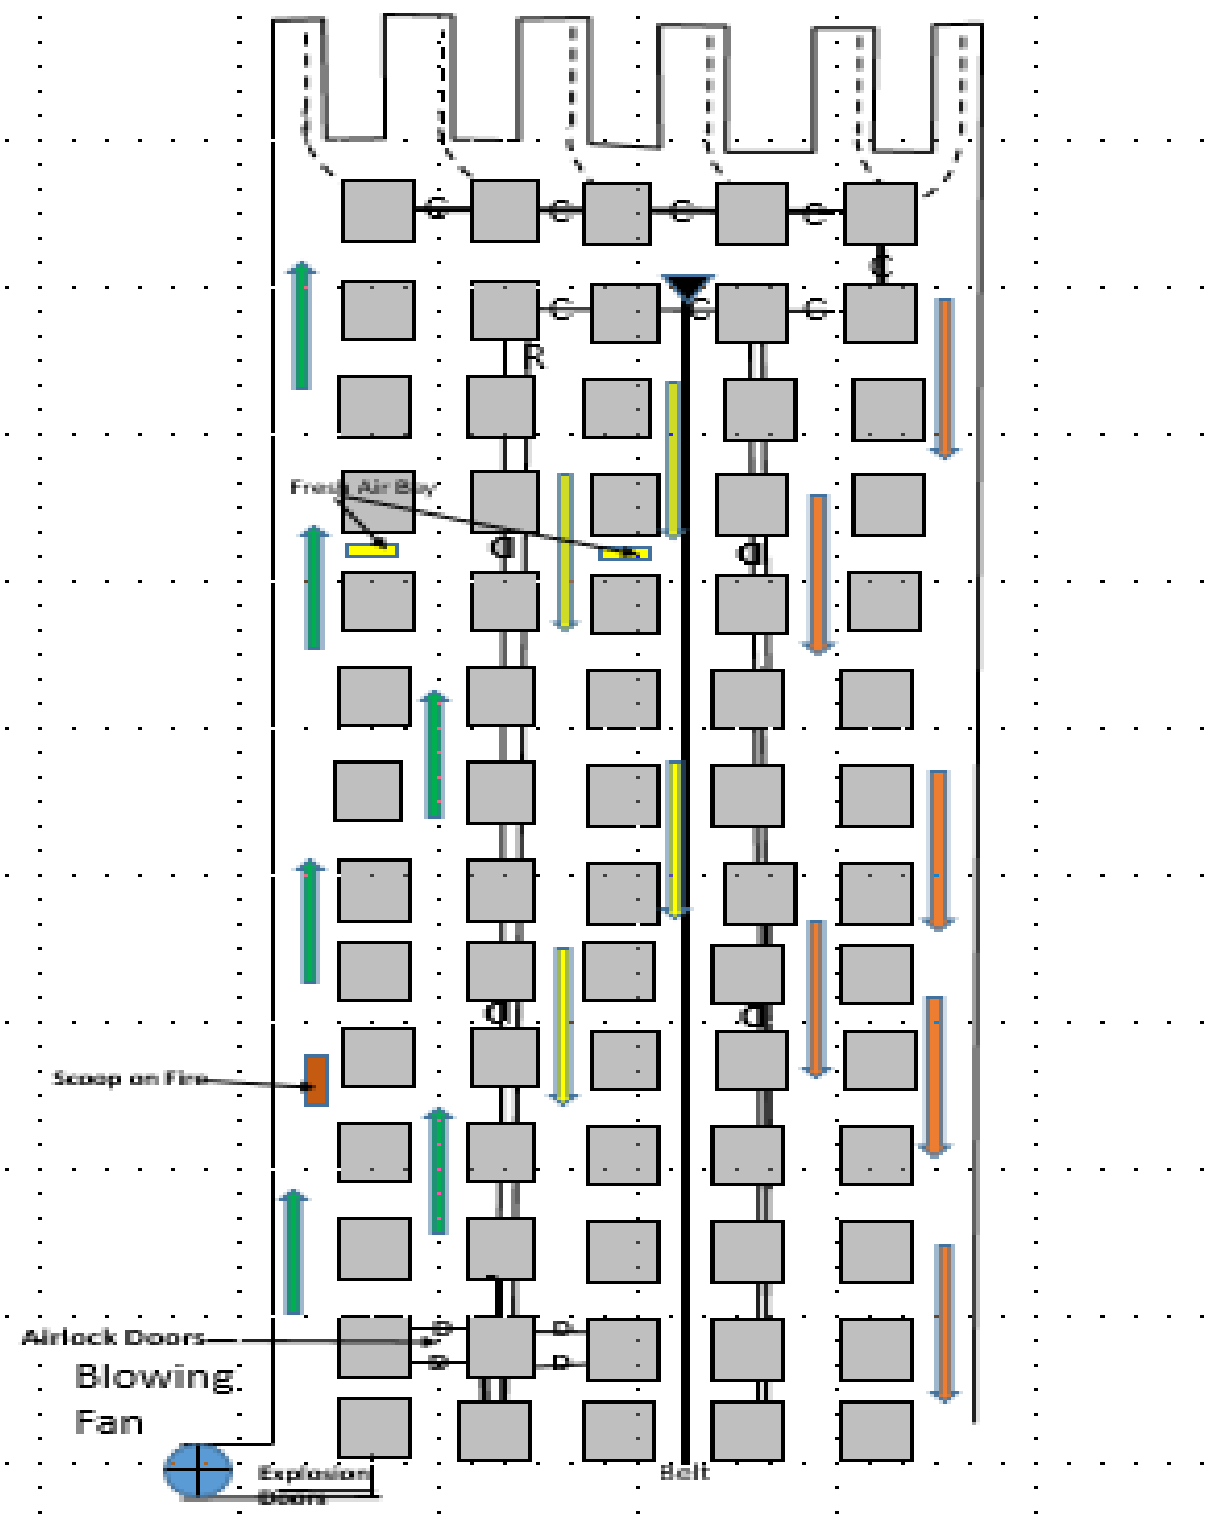 C C C C
C
C C C
R
Fresh Air Bay
D D
D D
Scoop on Fire
D D
Airlock Doors
D D
Blowing
Fan
Explosion
Doors
Belt